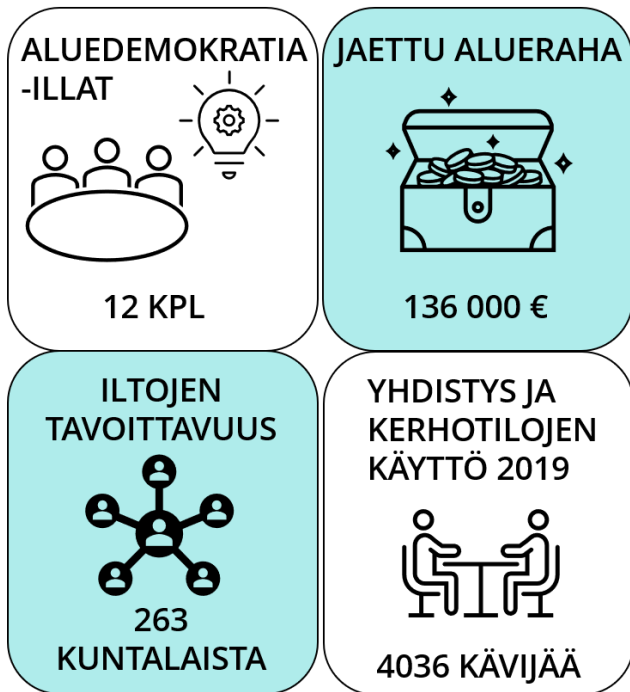 ALUEDEMOKRATIA
-ILLAT
12 KPL
JAETTU ALUERAHA
136 000 €
ILTOJEN
TAVOITTAVUUS
263
KUNTALAISTA
YHDISTYS JA
KERHOTILOJEN
KÄYTTÖ 2019
4036 KÄVIJÄÄ